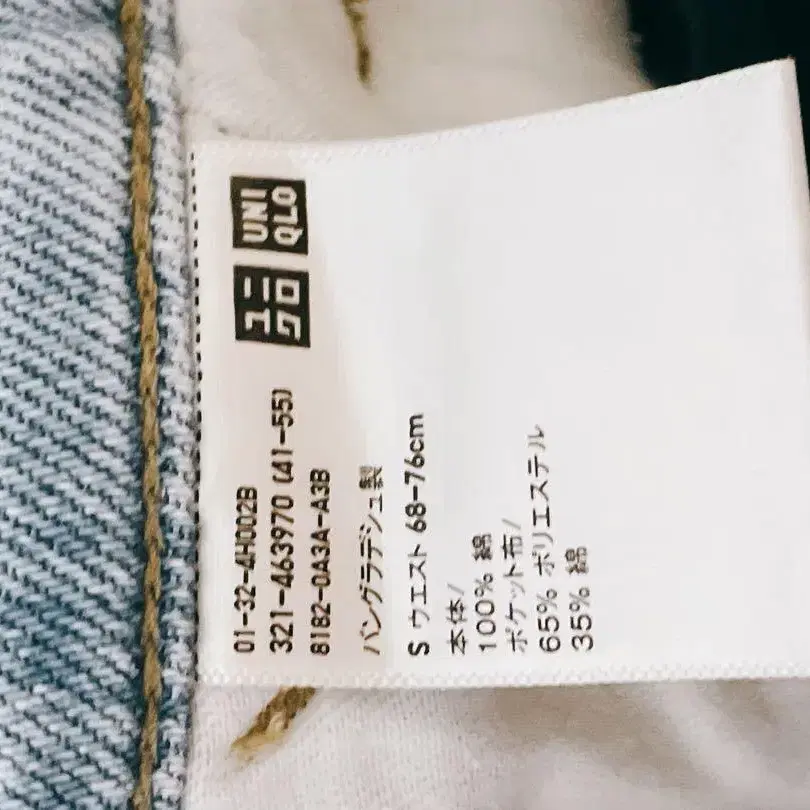 ユニ
クロ
UNI
QLO
01-32-4H002B
321-463970 (41-55)
8182-0A3A-A3B
バングラデシュ製
S ウエスト 68-76cm
本体/
100% 綿
ポケット布/
65% ポリエステル
35% 綿